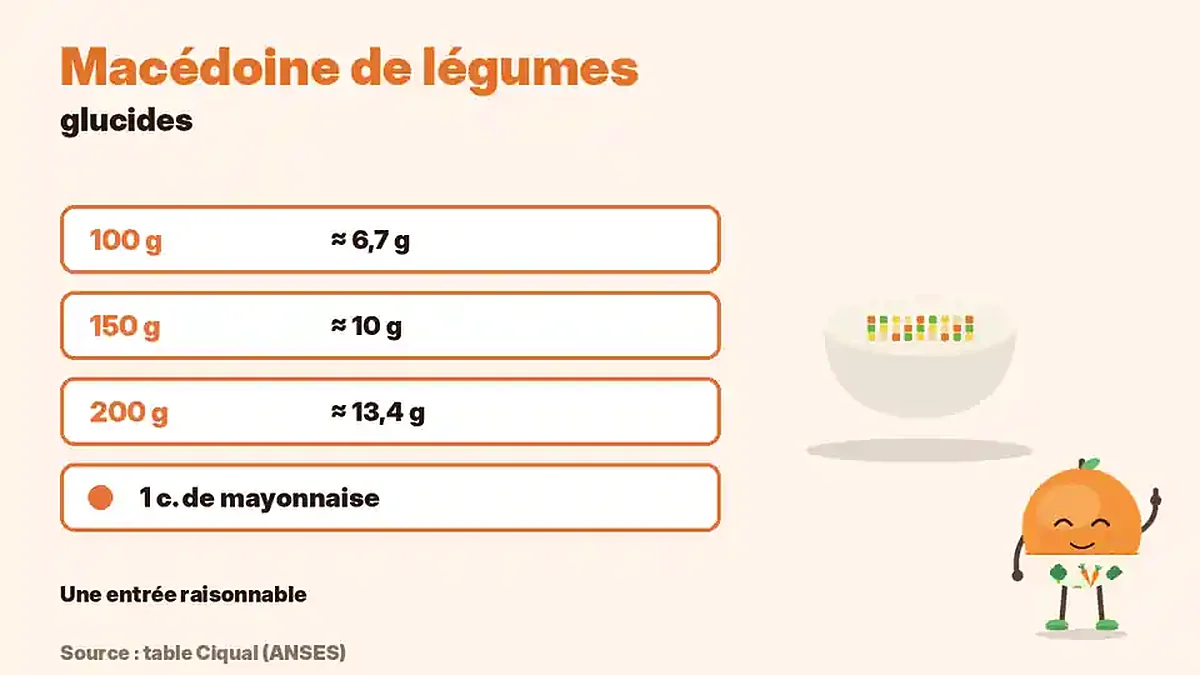 Macédoine de légumes
glucides
100 g ≈ 6,7 g
150 g ≈ 10 g
200 g ≈ 13,4 g
1 c. de mayonnaise
Une entrée raisonnable
Source : table Ciqual (ANSES)